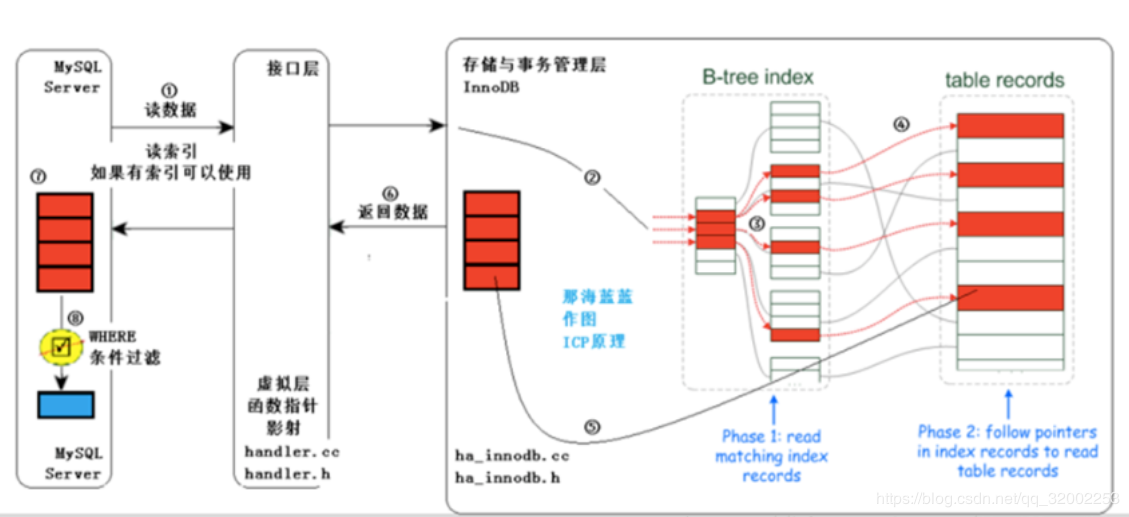 MySQL
Server
①
读数据
读索引
如果有索引可以使用
⑦
⑧
WHERE
条件过滤
MySQL
Server
接口层
⑥
返回数据
虚拟层
函数指针
影射
handler.cc
handler.h
存储与事务管理层
InnoDB
②
③
④
⑤
那海蓝蓝
作图
ICP原理
ha_innodb.cc
ha_innodb.h
B-tree index
...
Phase 1: read
matching index
records
table records
...
Phase 2: follow pointers
in index records to read
table records
https://blog.csdn.net/qq_32002253